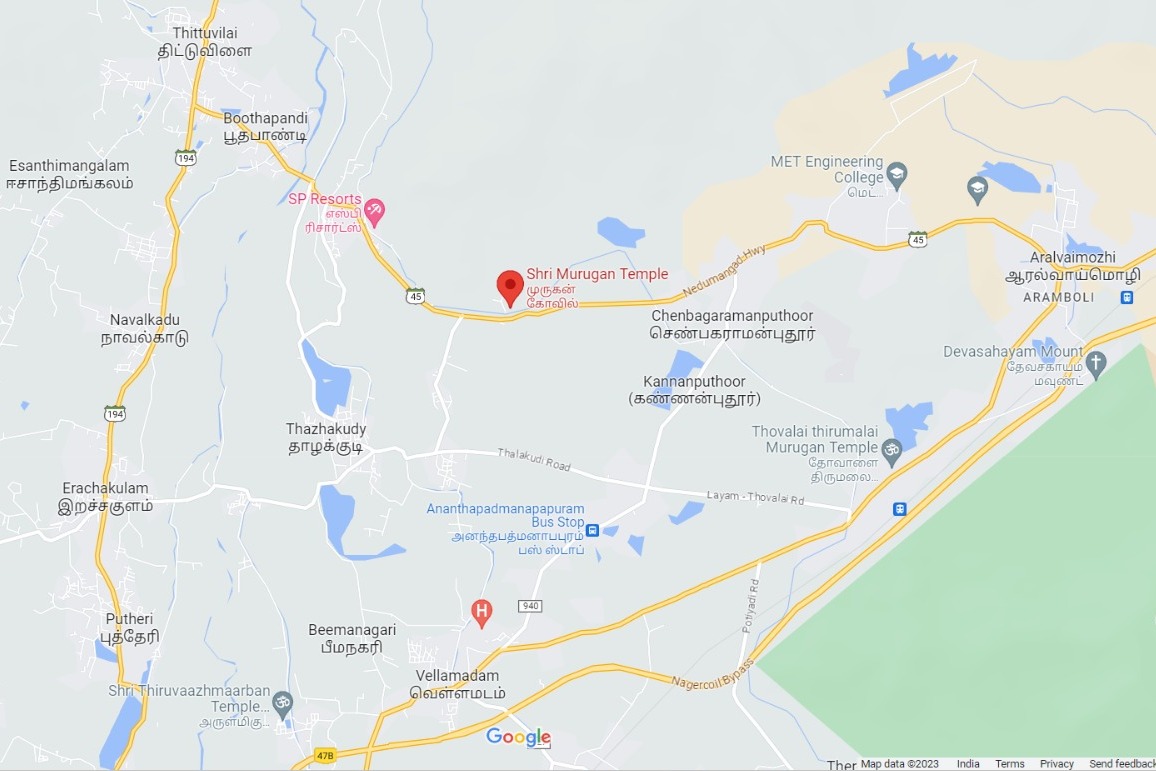 Thittuvilai
திட்டுவிளை
Boothapandi
பூதபாண்டி
194
Esanthimangalam
ஈசாந்திமங்கலம்
MET Engineering
College
மெட்...
SP Resorts
எஸ்பி
ரிசார்ட்ஸ்
45
Nedumangad Hwy
Aralvaimozhi
ஆரல்வாய்மொழி
ARAMBOLI
Shri Murugan Temple
முருகன்
கோவில்
45
Chenbagaramanputhoor
செண்பகராமன்புதூர்
Navalkadu
நாவல்காடு
Devasahayam Mount
தேவசகாயம்
மவுண்ட்
Kannanputhoor
(கண்ணன்புதூர்)
194
Thazhakudy
தாழக்குடி
Thovalai thirumalai
Murugan Temple
தோவாளை
திருமலை...
Thalakudi Road
Layam - Thovalai Rd
Erachakulam
இறச்சகுளம்
Ananthapadmanapapuram
Bus Stop
அனந்தபத்மனாபபுரம்
பஸ் ஸ்டாப்
940
Potiyadi Rd
H
Putheri
புத்தேரி
Beemanagari
பீமநகரி
Vellamadam
வெள்ளமடம்
Nagercoil Bypass
Shri Thiruvaazhmaarban
Temple...
அருள்மிகு...
47B
Google
Ther
Map data ©2023 India Terms Privacy Send feedback